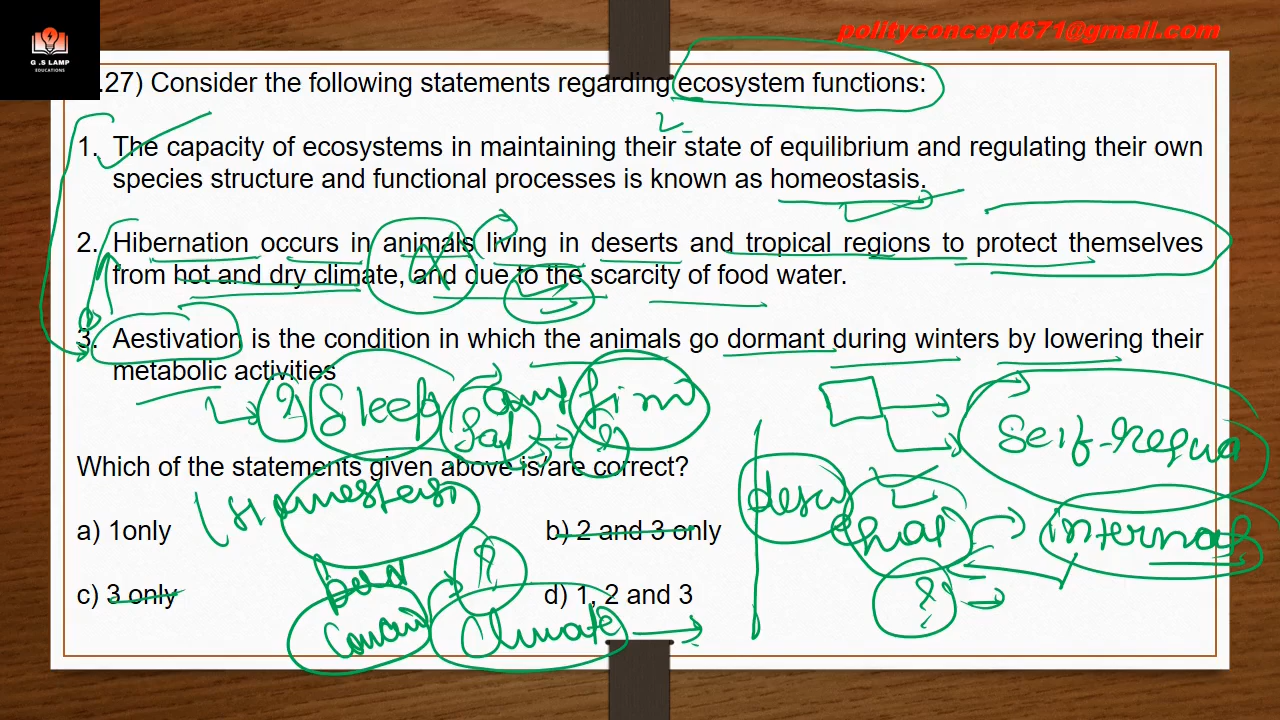 polityconcept671@gmail.com
G .S LAMP
EDUCATIONS
.27) Consider the following statements regarding ecosystem functions:
1. The capacity of ecosystems in maintaining their state of equilibrium and regulating their own
species structure and functional processes is known as homeostasis.
2. Hibernation occurs in animals living in deserts and tropical regions to protect themselves
from hot and dry climate, and due to the scarcity of food water.
3. Aestivation is the condition in which the animals go dormant during winters by lowering their
metabolic activities
Sleep
Self-regua
Which of the statements given above is/are correct?
a) 1only
b) 2 and 3 only
internal
c) 3 only
d) 1, 2 and 3
Climate